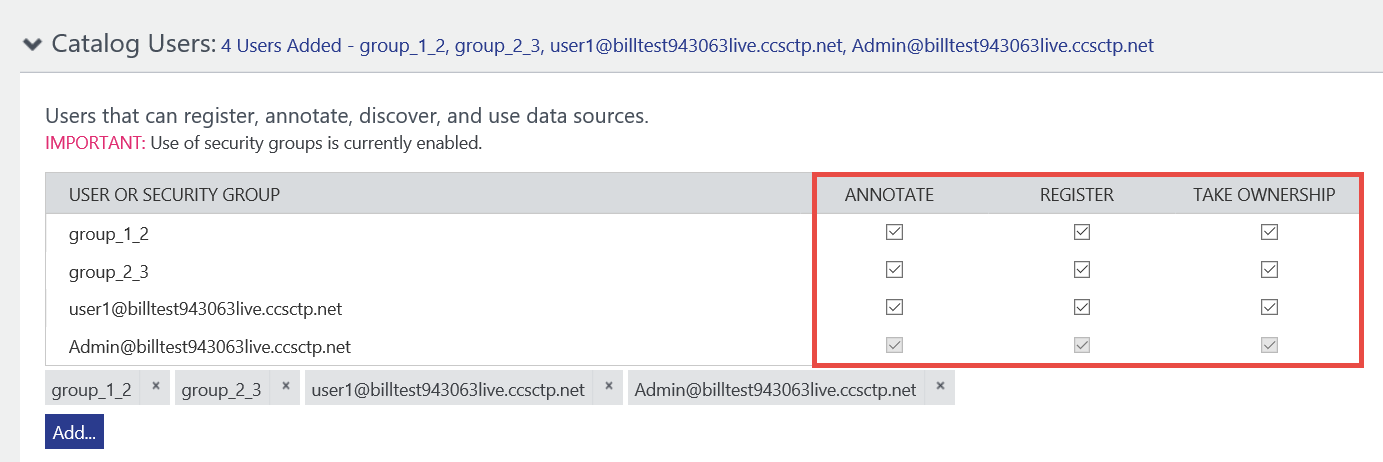 Catalog Users: 4 Users Added - group_1_2, group_2_3, user1@billtest943063live.ccsctp.net, Admin@billtest943063live.ccsctp.net
Users that can register, annotate, discover, and use data sources.
IMPORTANT: Use of security groups is currently enabled.
USER OR SECURITY GROUP ANNOTATE REGISTER TAKE OWNERSHIP
group_1_2
group_2_3
user1@billtest943063live.ccsctp.net
Admin@billtest943063live.ccsctp.net
group_1_2 × group_2_3 × user1@billtest943063live.ccsctp.net × Admin@billtest943063live.ccsctp.net ×
Add...